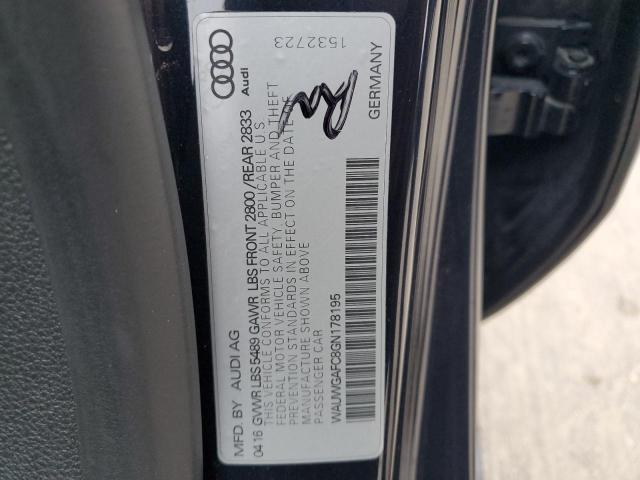 MFD. BY AUDI AG
Audi
0416 GVWR LBS 5489 GAWR LBS FRONT 2800 / REAR 2833
THIS VEHICLE CONFORMS TO ALL APPLICABLE U.S.
FEDERAL MOTOR VEHICLE SAFETY, BUMPER AND THEFT
PREVENTION STANDARDS IN EFFECT ON THE DATE OF
MANUFACTURE SHOWN ABOVE
PASSENGER CAR
WAUWGAFC8GN178195
GERMANY
1532723